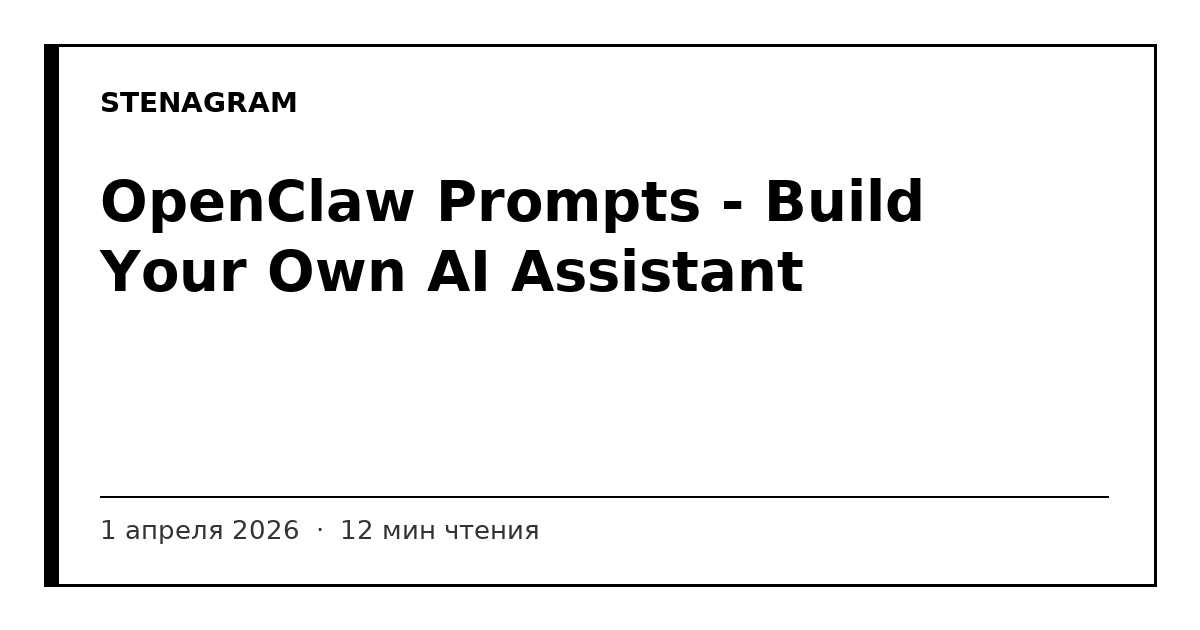 STENAGRAM
OpenClaw Prompts - Build
Your Own AI Assistant
1 апреля 2026 · 12 мин чтения